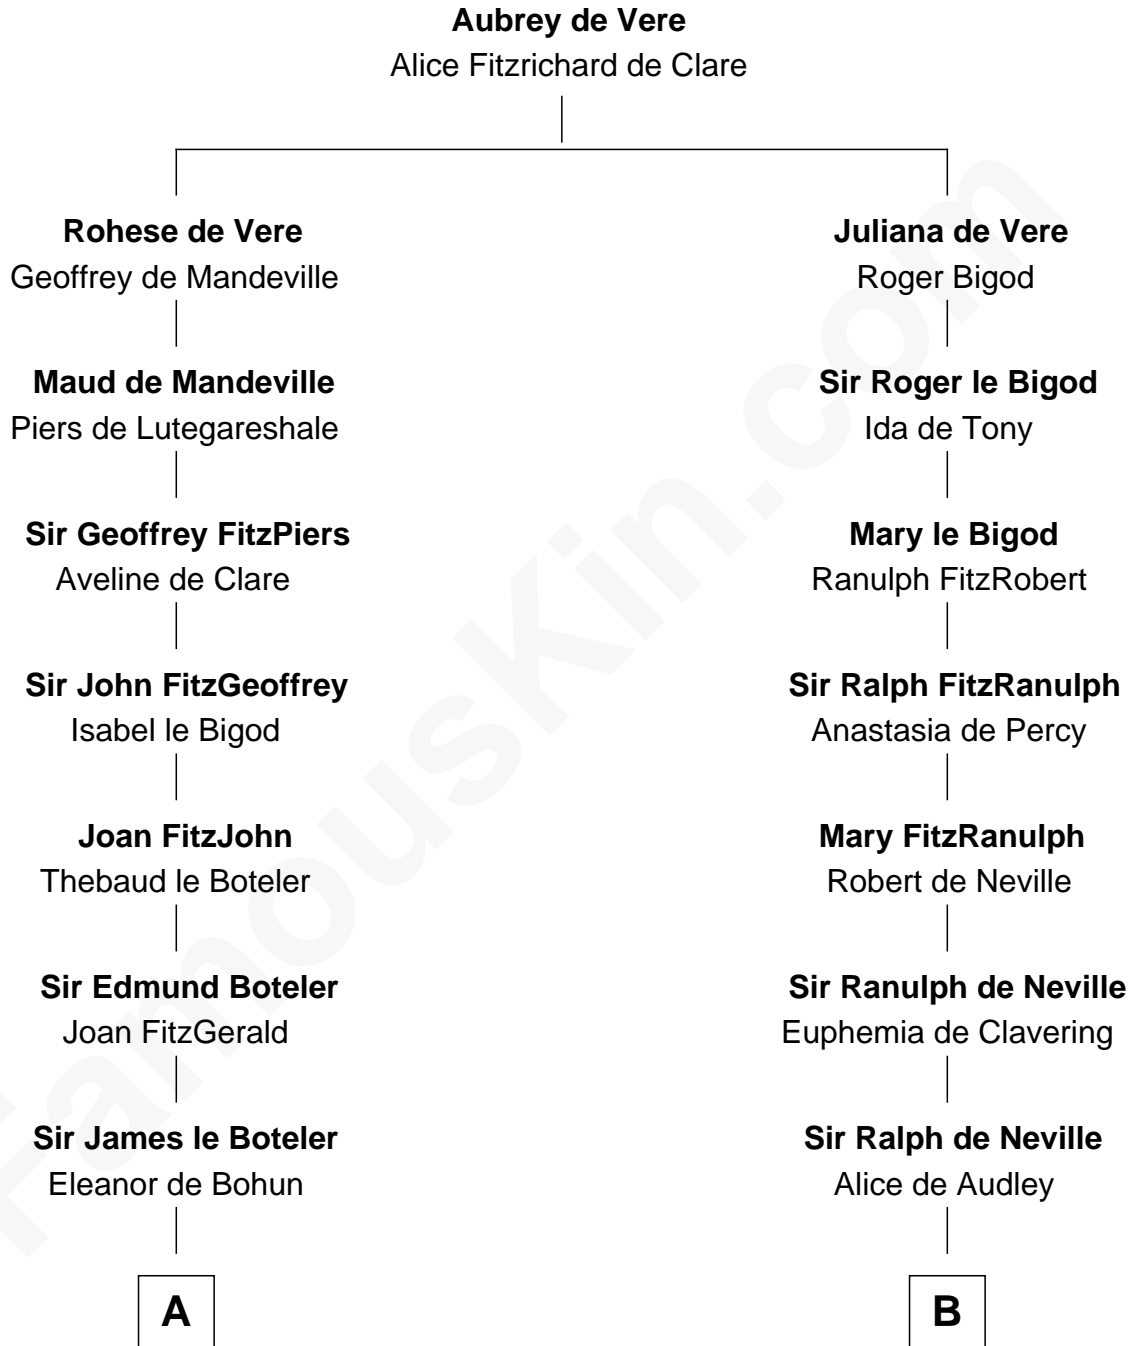 Aubrey de Vere
Alice Fitzrichard de Clare
Rohese de Vere
Geoffrey de Mandeville
Juliana de Vere
Roger Bigod
Maud de Mandeville
Piers de Lutegareshale
Sir Roger le Bigod
Ida de Tony
Sir Geoffrey FitzPiers
Aveline de Clare
Mary le Bigod
Ranulph FitzRobert
Sir John FitzGeoffrey
Isabel le Bigod
Sir Ralph FitzRanulph
Anastasia de Percy
Joan FitzJohn
Thebaud le Boteler
Mary FitzRanulph
Robert de Neville
Sir Edmund Boteler
Joan FitzGerald
Sir Ranulph de Neville
Euphemia de Clavering
Sir James le Boteler
Eleanor de Bohun
Sir Ralph de Neville
Alice de Audley
A
B
FamousKin.com